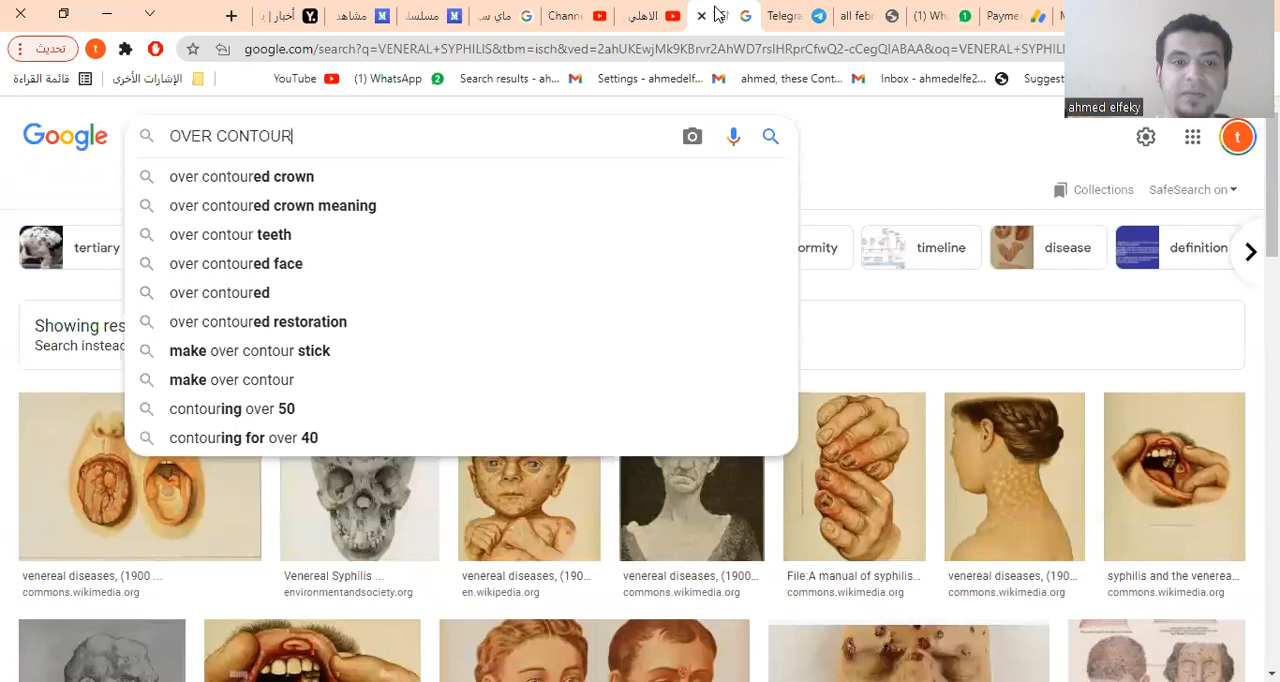 أخبار | ي
مشاهد
مسلسا
ماي سي
Chann
الاهلي
Telegra
all febr
(1) Wh
Payme
تحديث
t
google.com/search?q=VENERAL+SYPHILIS&tbm=isch&ved=2ahUKEwjMk9KBrvr2AhWD7rsIHRprCfwQ2-cCegQIABAA&oq=VENERAL+SYPHILI
قائمة القراءة
الإشارات الأخرى
YouTube
(1) WhatsApp
2
Search results - ah...
Settings - ahmedelf...
ahmed, these Cont...
Inbox - ahmedelfe2...
Suggest
ahmed elfeky
Google
OVER CONTOUR
t
over contoured crown
over contoured crown meaning
over contour teeth
over contoured face
over contoured
over contoured restoration
make over contour stick
make over contour
contouring over 50
contouring for over 40
Collections
SafeSearch on
tertiary
ormity
timeline
disease
definition
Showing res
Search instead
venereal diseases, (1900 ...
commons.wikimedia.org
Venereal Syphilis ...
environmentandsociety.org
venereal diseases, (190...
en.wikipedia.org
venereal diseases, (1900...
commons.wikimedia.org
File:A manual of syphilis...
commons.wikimedia.org
venereal diseases, (190...
commons.wikimedia.org
syphilis and the venerea...
commons.wikimedia.org